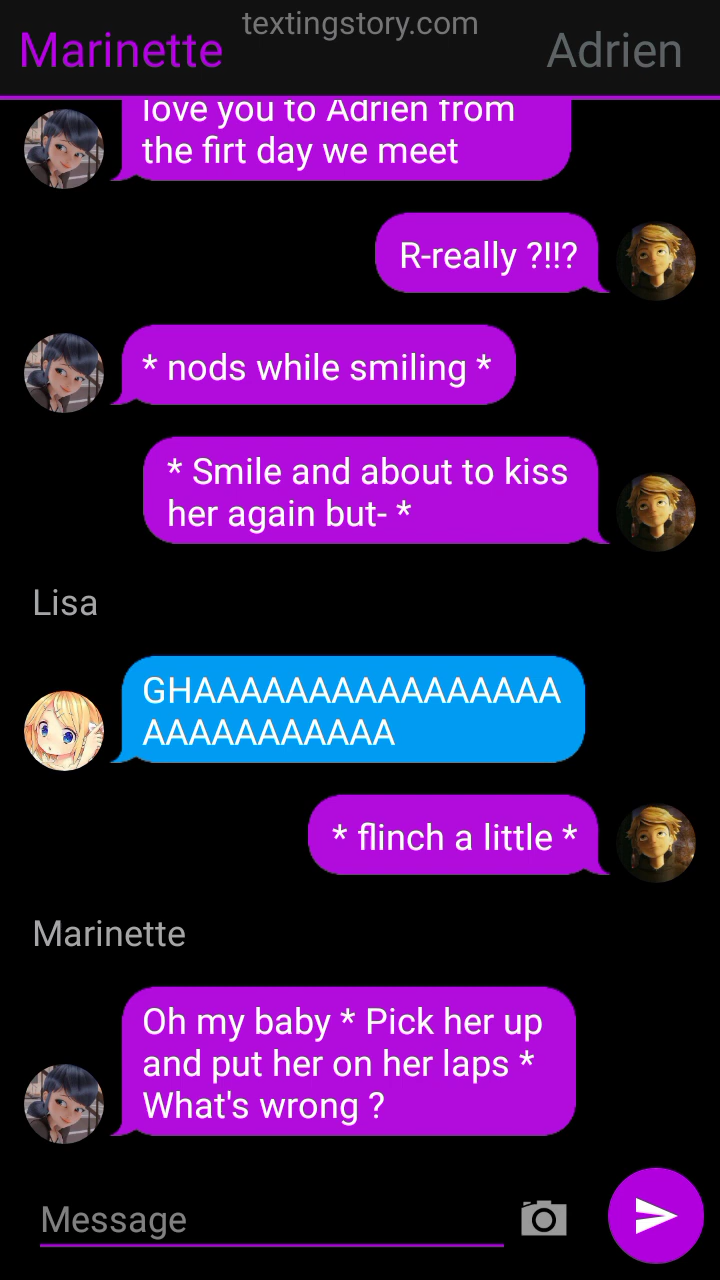 textingstory.com
Marinette
Adrien
love you to Adrien from
the firt day we meet
R-really ?!!?
* nods while smiling *
* Smile and about to kiss
her again but- *
Lisa
GHAAAAAAAAAAAAAAAA
AAAAAAAAAAA
* flinch a little *
Marinette
Oh my baby * Pick her up
and put her on her laps *
What's wrong ?
Message